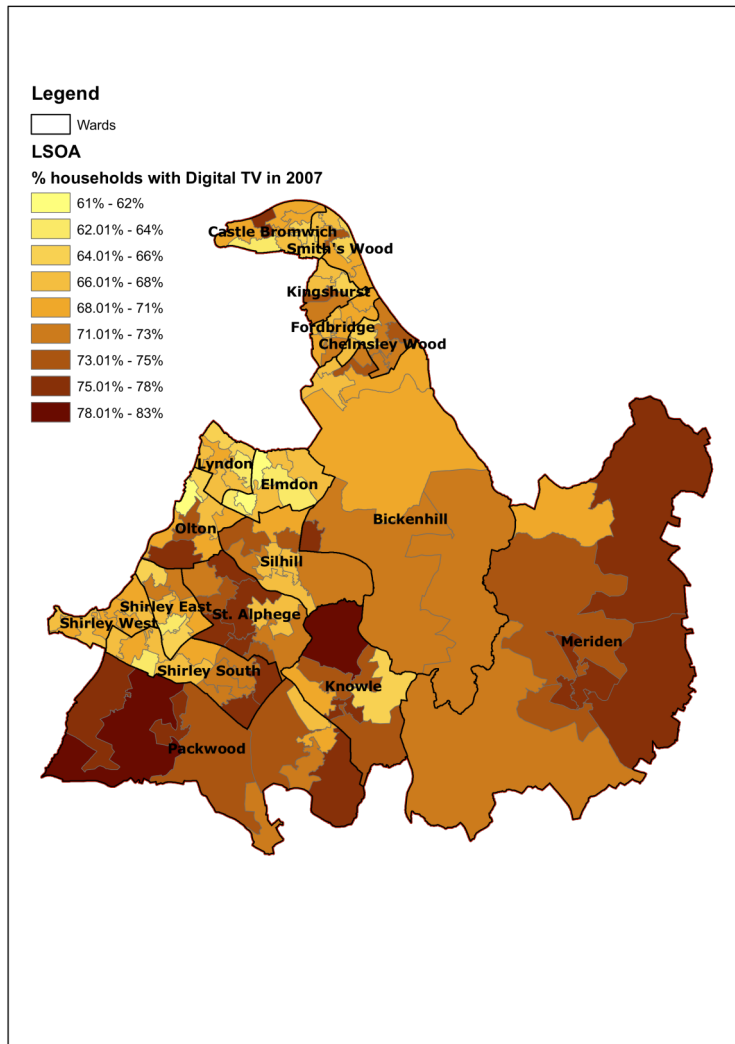 Legend
Wards
LSOA
% households with Digital TV in 2007
61% - 62%
62.01% - 64%
64.01% - 66%
66.01% - 68%
68.01% - 71%
71.01% - 73%
73.01% - 75%
75.01% - 78%
78.01% - 83%
Castle Bromwich
Smith's Wood
Kingshurst
Fordbridge
Chelmsley Wood
Lyndon
Elmdon
Bickenhill
Olton
Silhill
Shirley East
St. Alphege
Shirley West
Meriden
Shirley South
Knowle
Packwood